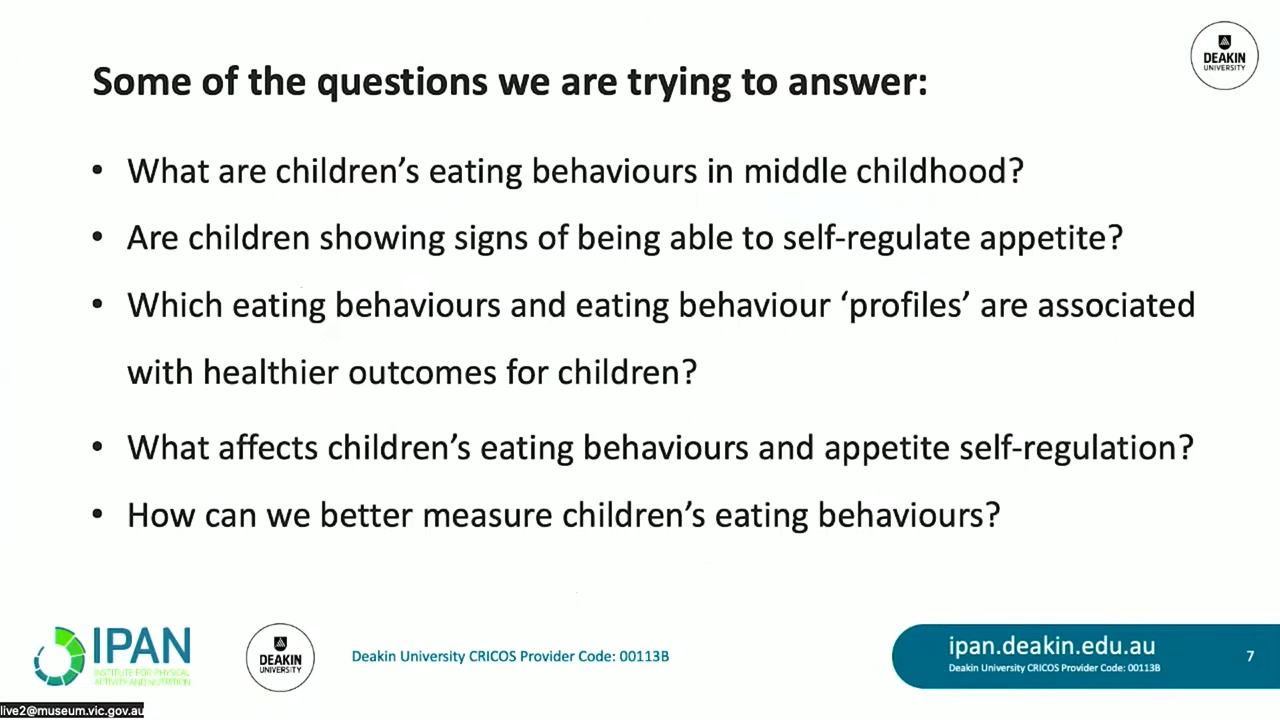 DEAKIN
UNIVERSITY
Some of the questions we are trying to answer:
• What are children’s eating behaviours in middle childhood?
• Are children showing signs of being able to self-regulate appetite?
• Which eating behaviours and eating behaviour ‘profiles’ are associated
with healthier outcomes for children?
• What affects children’s eating behaviours and appetite self-regulation?
• How can we better measure children’s eating behaviours?
IPAN
INSTITUTE FOR PHYSICAL
ACTIVITY AND NUTRITION
DEAKIN
UNIVERSITY
Deakin University CRICOS Provider Code: 00113B
ipan.deakin.edu.au
Deakin University CRICOS Provider Code: 00113B
7
live2@museum.vic.gov.au